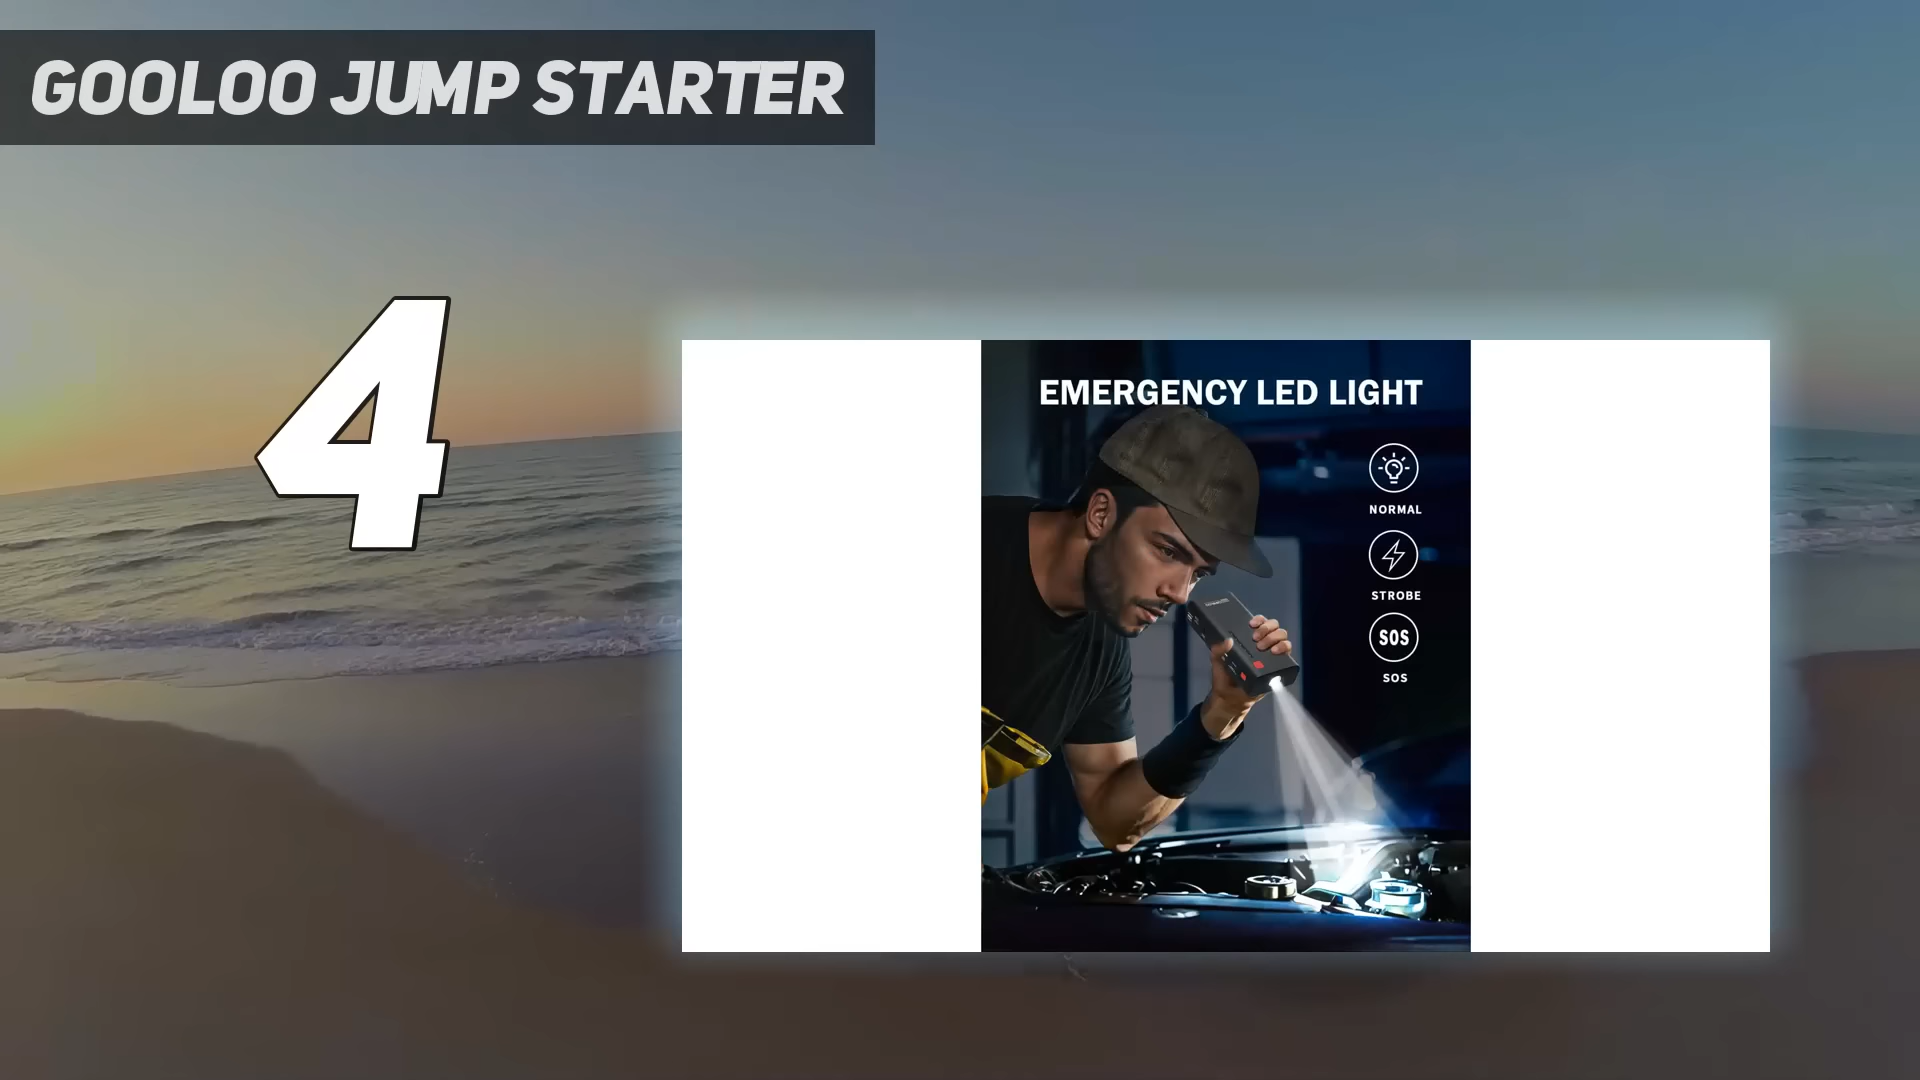 GOOLOO JUMP STARTER
4
EMERGENCY LED LIGHT
NORMAL
STROBE
SOS
SOS